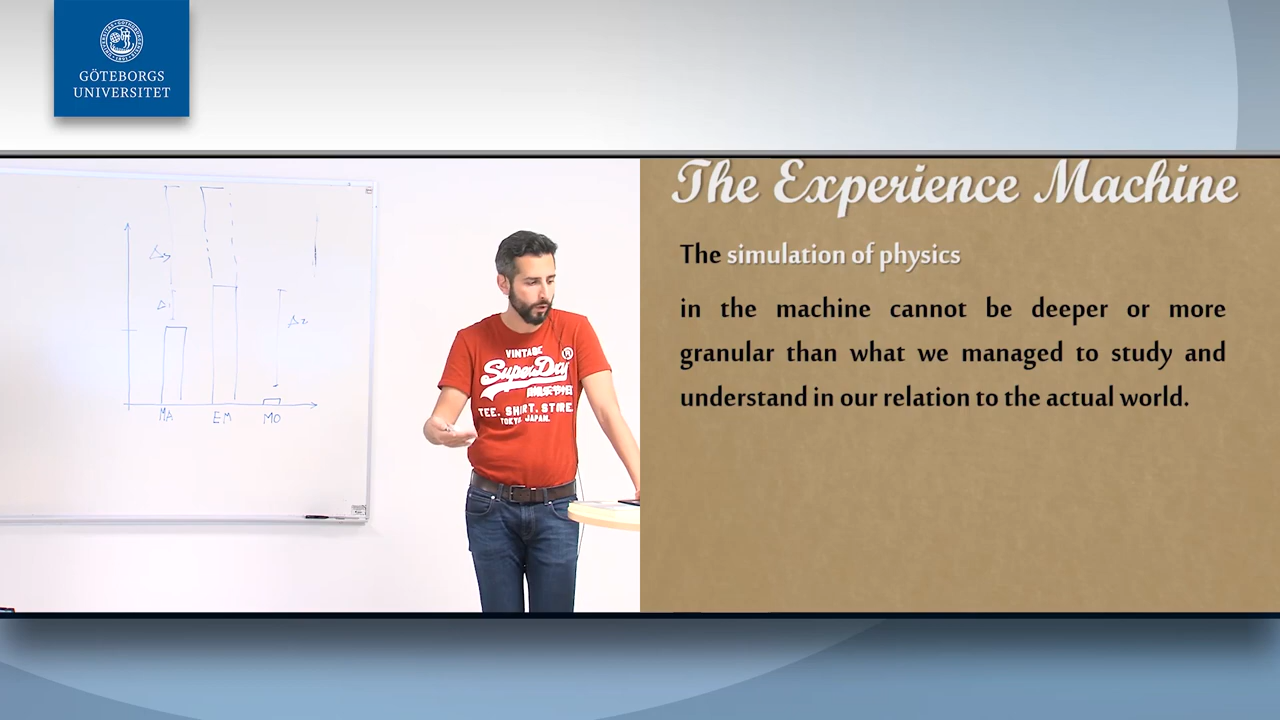 GÖTEBORGS
UNIVERSITET
The Experience Machine
The simulation of physics
in the machine cannot be deeper or more
granular than what we managed to study and
understand in our relation to the actual world.
MA EM MO
Δ2
VINTAGE
SuperDry
TEE. SHIRT. STORE
TOKYO JAPAN.